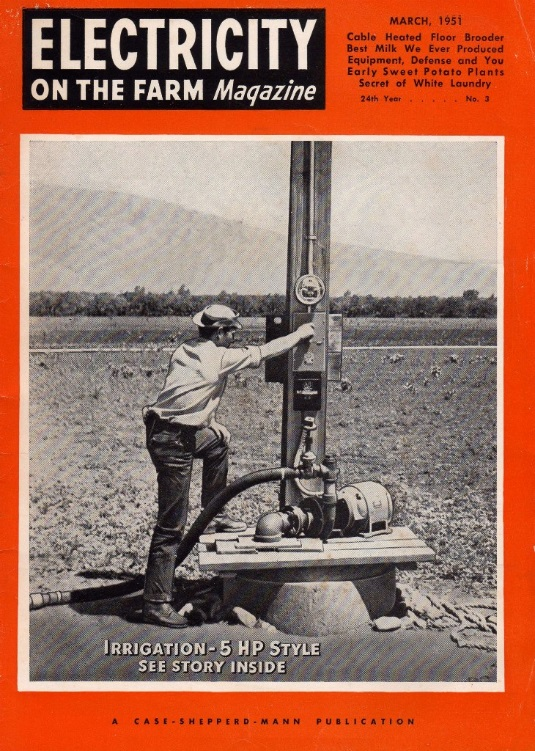 ELECTRICITY
ON THE FARM Magazine
MARCH, 1951
Cable Heated Floor Brooder
Best Milk We Ever Produced
Equipment, Defense and You
Early Sweet Potato Plants
Secret of White Laundry
24th Year . . . . . No. 3
IRRIGATION-5 HP STYLE
SEE STORY INSIDE
A CASE-SHEPPERD-MANN PUBLICATION